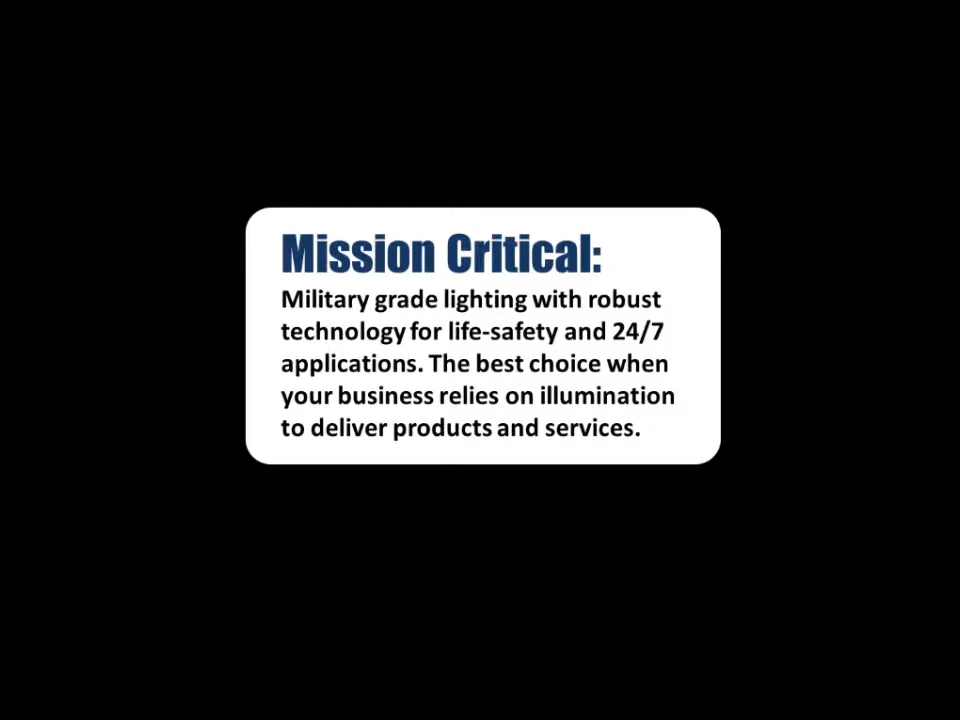 Mission Critical:
Military grade lighting with robust
technology for life-safety and 24/7
applications. The best choice when
your business relies on illumination
to deliver products and services.